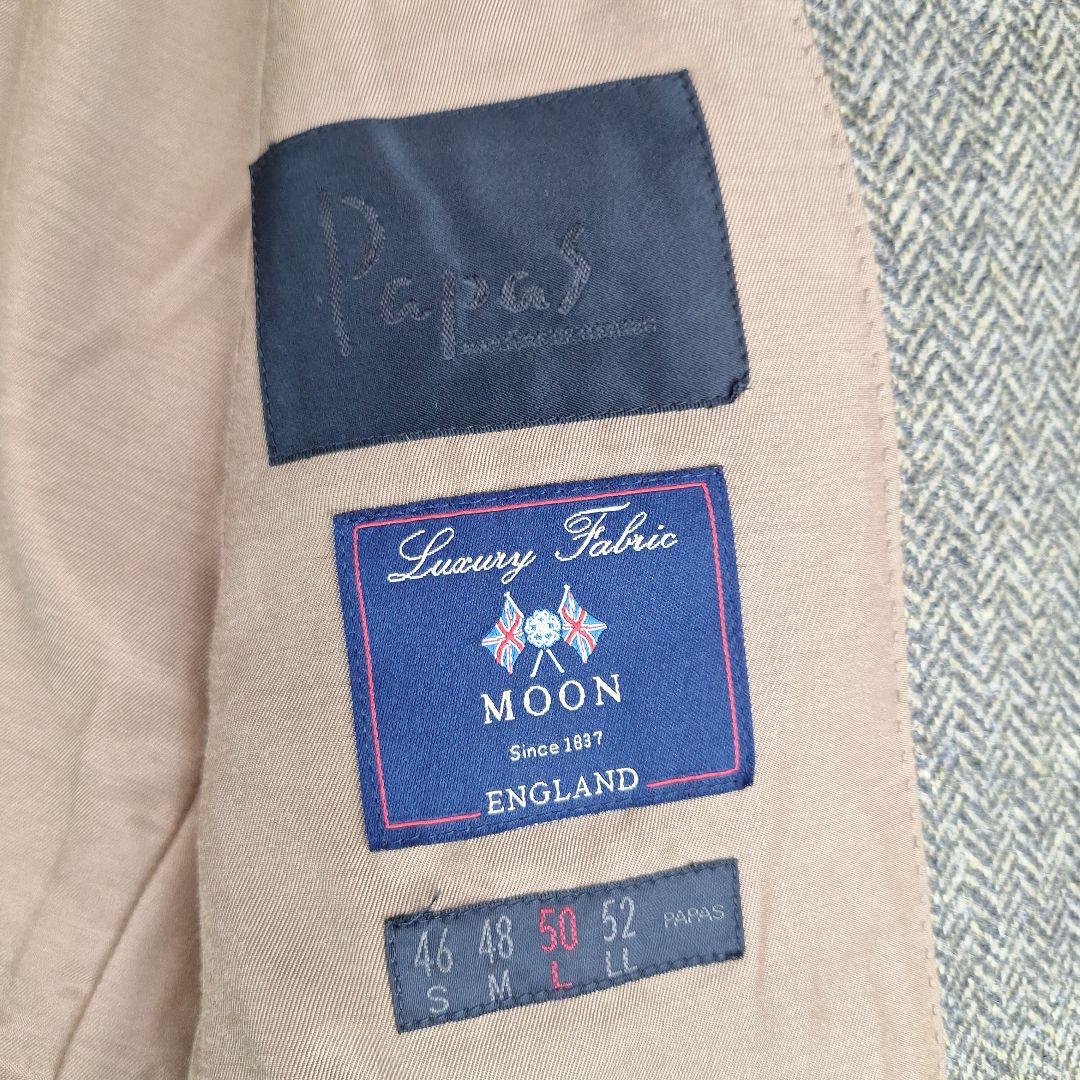 Papas
Luxury Fabric
MOON
Since 1837
ENGLAND
46 48 50 52 PAPAS
S M L LL